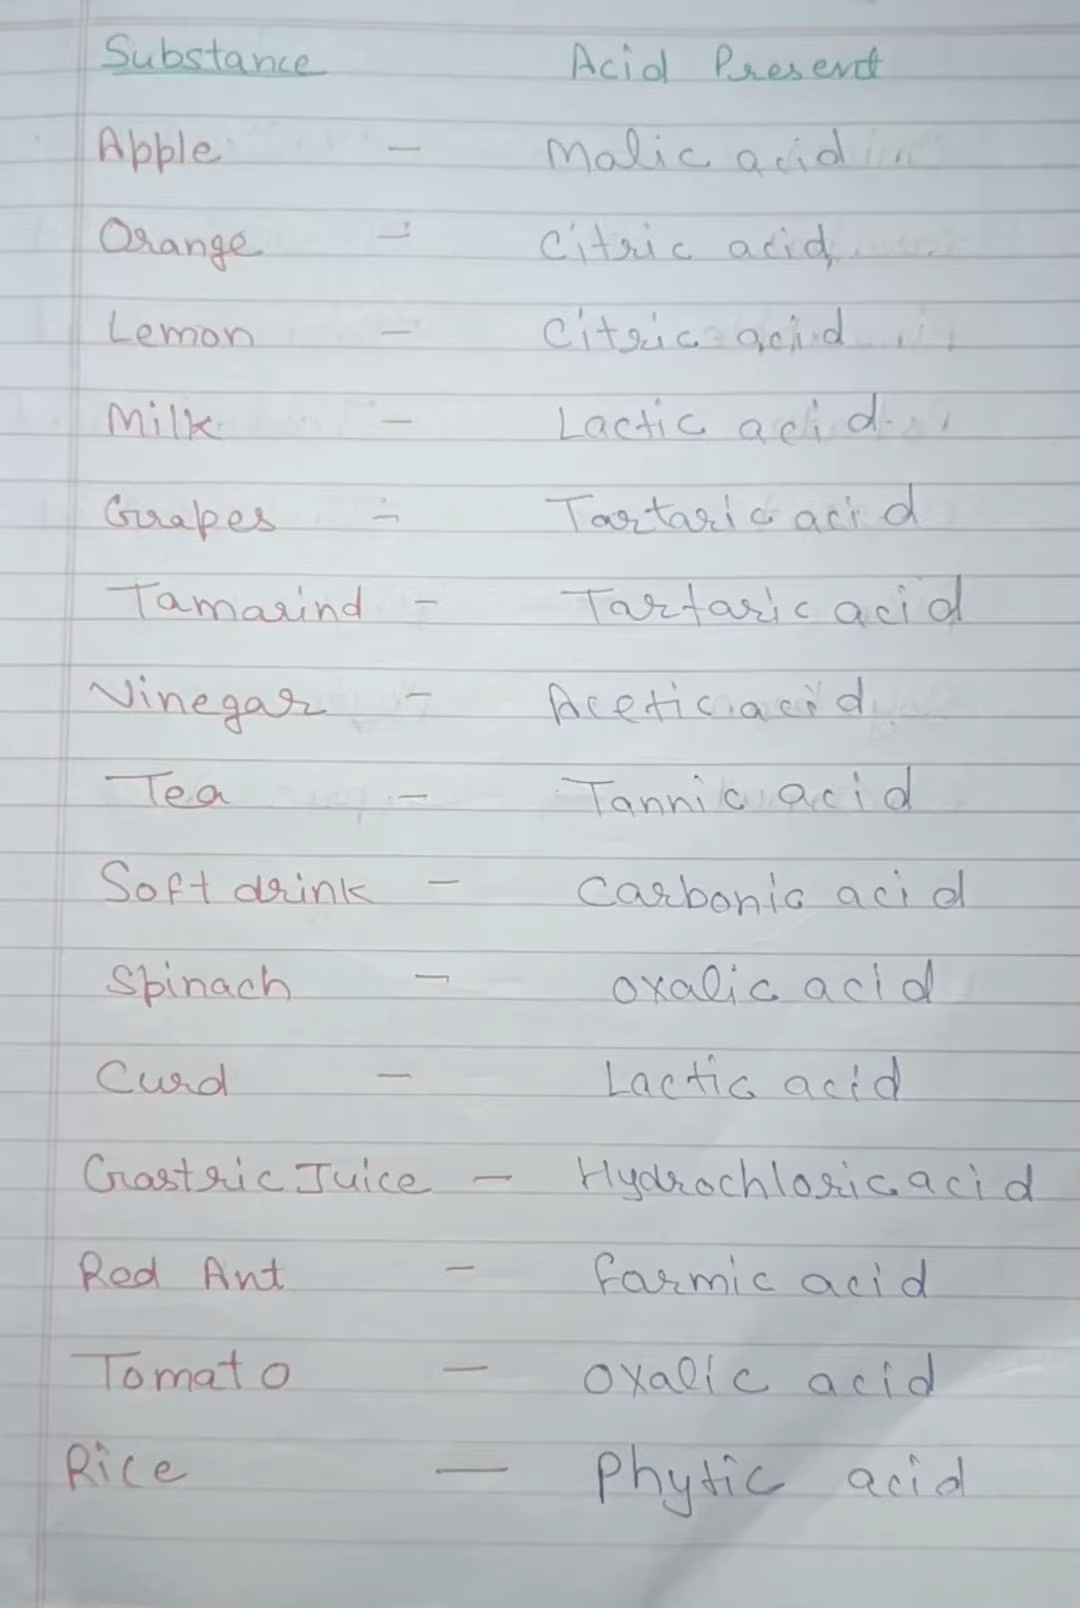 Substance Acid Present
Apple - Malic acid
Orange - Citric acid
Lemon - Citric acid
Milk - Lactic acid
Grapes - Tartaric acid
Tamarind - Tartaric acid
Vinegar - Acetic acid
Tea - Tannic acid
Soft drink - Carbonic acid
Spinach - oxalic acid
Curd - Lactic acid
Grastric Juice - Hydrochloric acid
Red Ant - farmic acid
Tomato - oxalic acid
Rice - Phytic acid